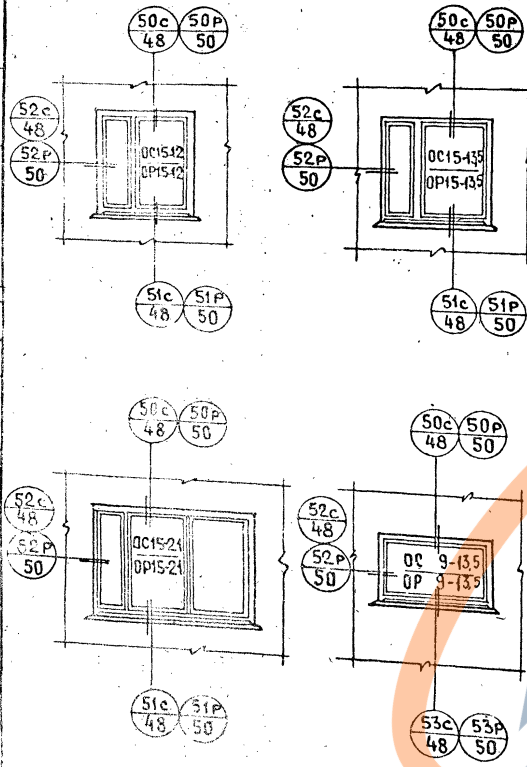 50с 50Р
48 50
50с 50Р
48 50
52с
48
52Р
50
ОС15-12
ОР15-12
52с
48
52Р
50
ОС15-13,5
ОР15-13,5
51с 51Р
48 50
51с 51Р
48 50
50с 50Р
48 50
50с 50Р
48 50
52с
48
52Р
50
ОС15-21
ОР15-21
52с
48
52Р
50
ОС 9-13,5
ОР 9-13,5
51с 51Р
48 50
53с 53Р
48 50